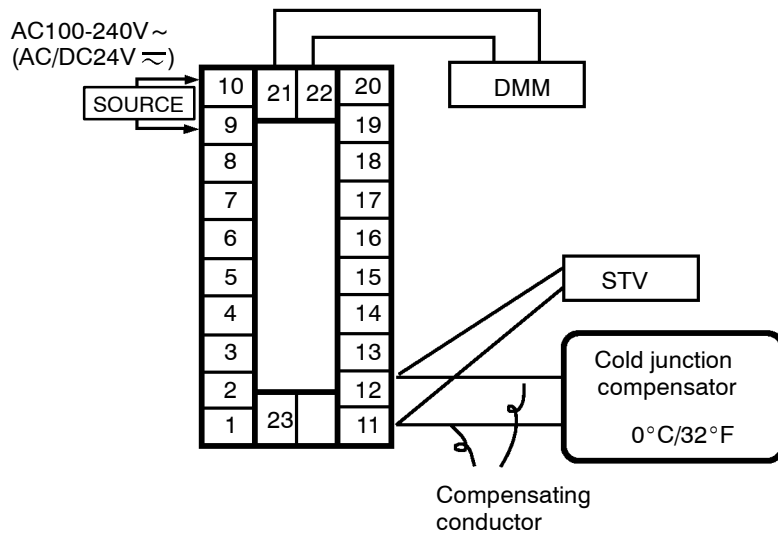 AC100-240V ~
(AC/DC24V ⎓~)
SOURCE
DMM
10
21
22
20
9
19
8
18
7
17
6
16
5
15
4
14
3
13
2
12
1
23
11
STV
Cold junction
compensator
0°C/32°F
Compensating
conductor